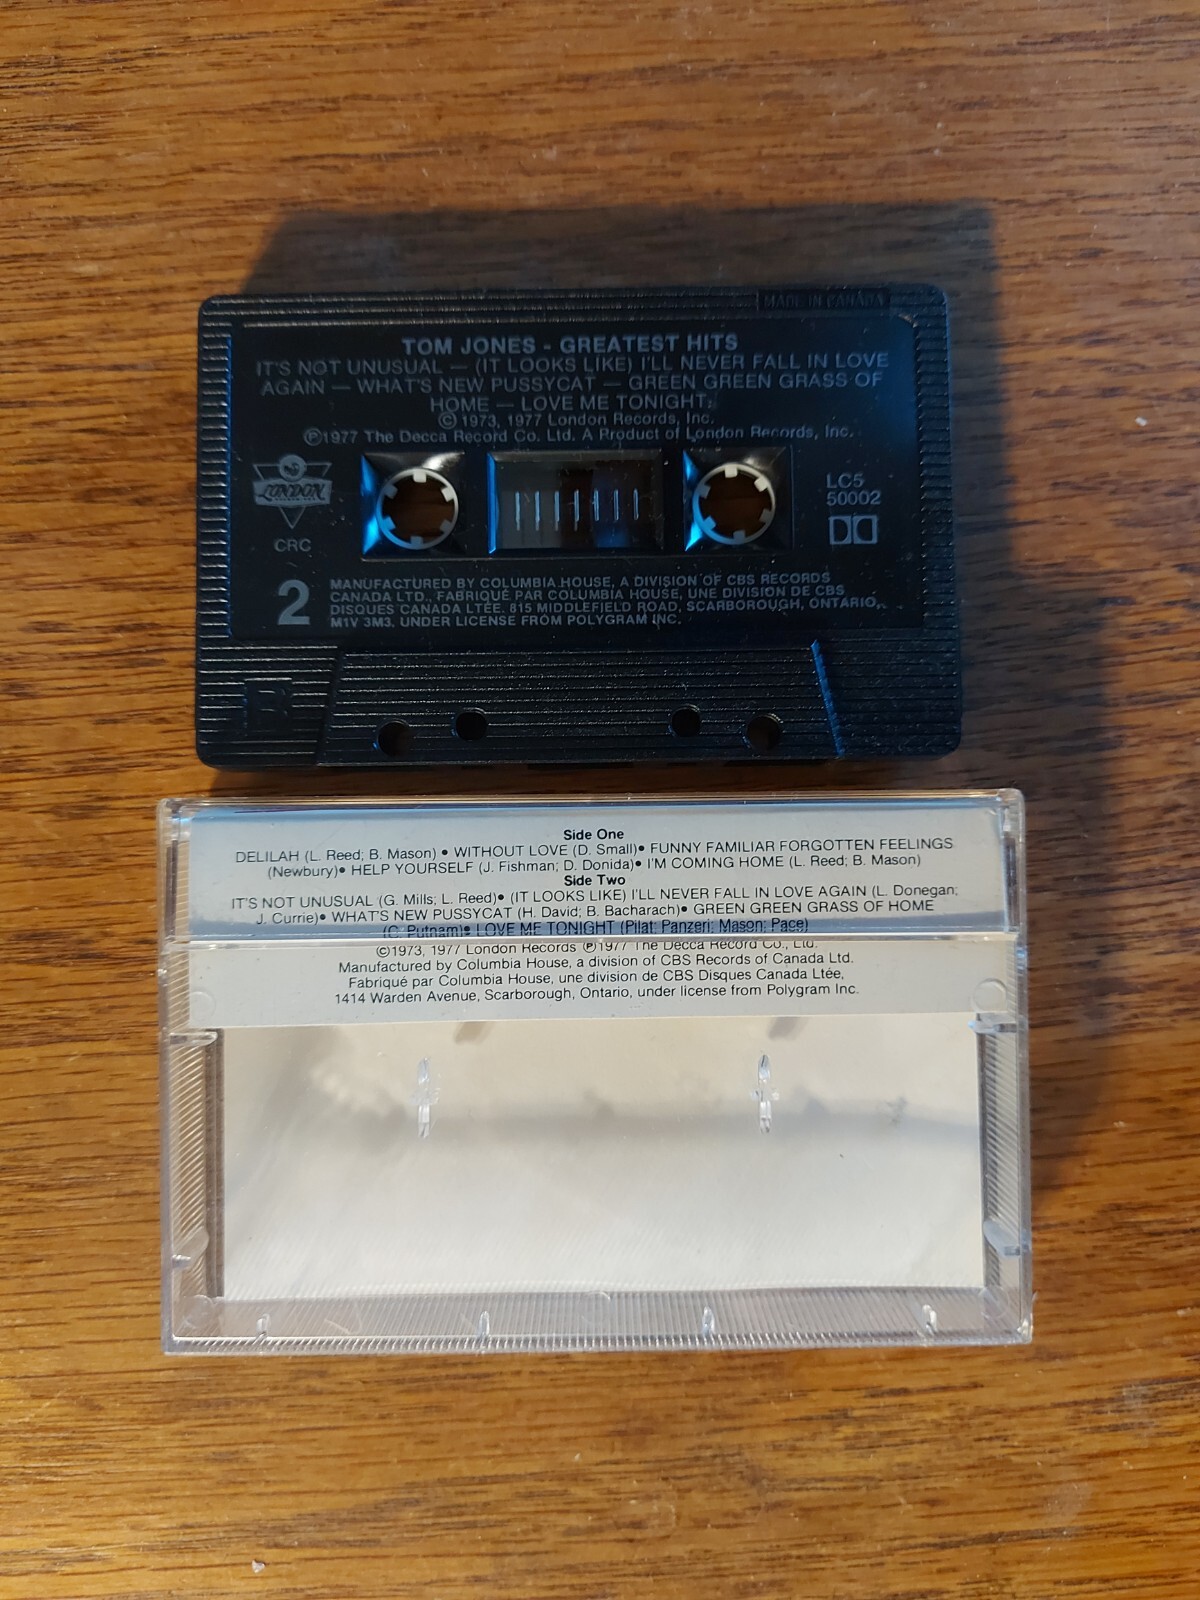 MADE IN CANADA
TOM JONES - GREATEST HITS
IT'S NOT UNUSUAL — (IT LOOKS LIKE) I'LL NEVER FALL IN LOVE
AGAIN — WHAT'S NEW PUSSYCAT — GREEN GREEN GRASS OF
HOME — LOVE ME TONIGHT.
© 1973, 1977 London Records, Inc.
℗1977 The Decca Record Co. Ltd. A Product of London Records, Inc.
LONDON
CRC
LC5
50002
2
MANUFACTURED BY COLUMBIA HOUSE, A DIVISION OF CBS RECORDS
CANADA LTD., FABRIQUÉ PAR COLUMBIA HOUSE, UNE DIVISION DE CBS
DISQUES CANADA LTÉE. 815 MIDDLEFIELD ROAD, SCARBOROUGH, ONTARIO,
M1V 3M3. UNDER LICENSE FROM POLYGRAM INC.
B
Side One
DELILAH (L. Reed; B. Mason) • WITHOUT LOVE (D. Small)• FUNNY FAMILIAR FORGOTTEN FEELINGS
(Newbury)• HELP YOURSELF (J. Fishman; D. Donida)• I'M COMING HOME (L. Reed; B. Mason)
Side Two
IT'S NOT UNUSUAL (G. Mills; L. Reed)• (IT LOOKS LIKE) I'LL NEVER FALL IN LOVE AGAIN (L. Donegan;
J. Currie)• WHAT'S NEW PUSSYCAT (H. David; B. Bacharach)• GREEN GREEN GRASS OF HOME
(C. Putnam)• LOVE ME TONIGHT (Pilat; Panzeri; Mason; Pace)
©1973, 1977 London Records ℗1977 The Decca Record Co., Ltd.
Manufactured by Columbia House, a division of CBS Records of Canada Ltd.
Fabriqué par Columbia House, une division de CBS Disques Canada Ltée,
1414 Warden Avenue, Scarborough, Ontario, under license from Polygram Inc.